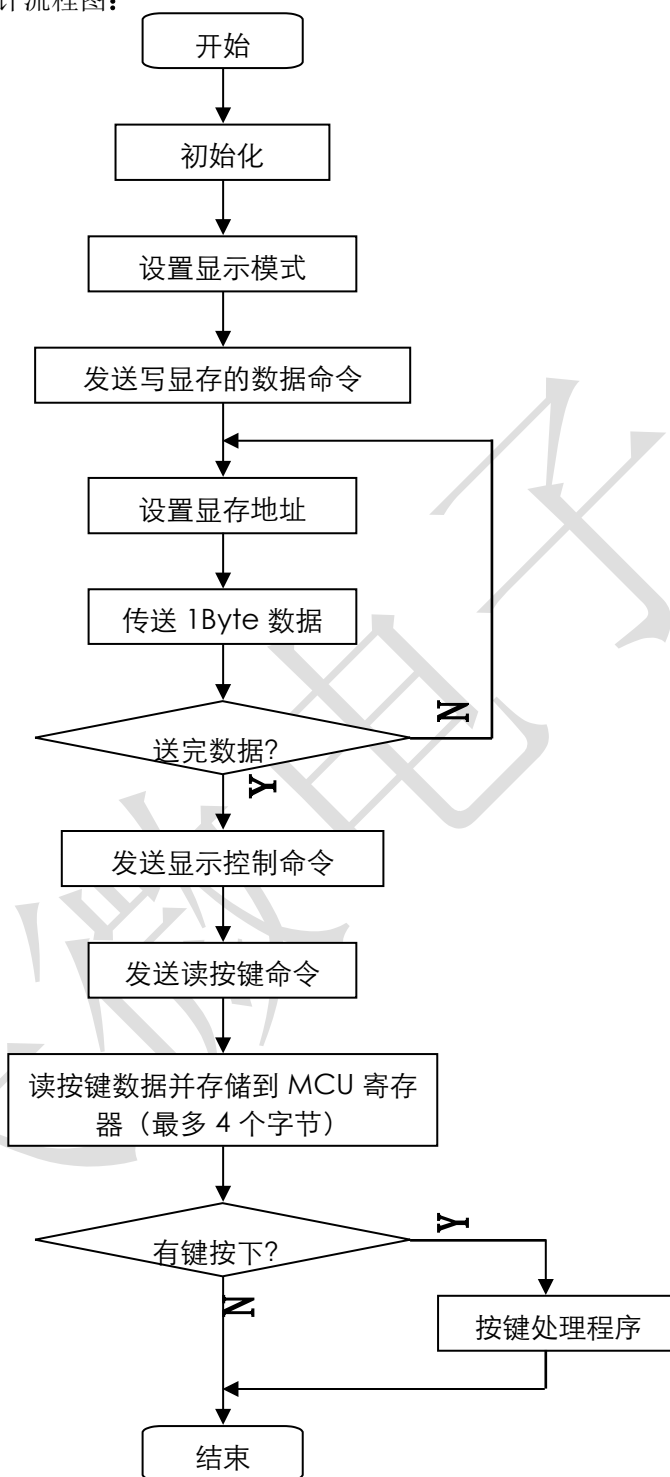 计流程图：
开始
初始化
设置显示模式
发送写显存的数据命令
设置显存地址
传送 1Byte 数据
N
送完数据?
Y
发送显示控制命令
发送读按键命令
读按键数据并存储到 MCU 寄存
器（最多 4 个字节）
Y
有键按下?
N
按键处理程序
结束
微电子